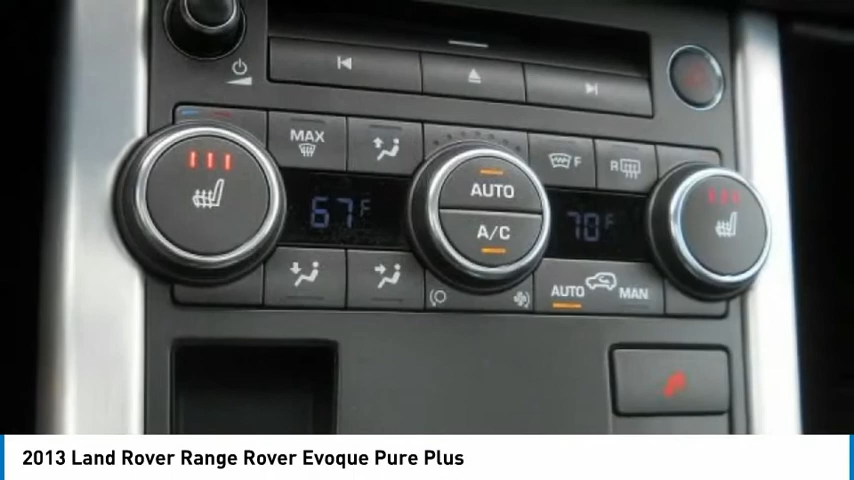 MAX
AUTO
F
R
67°F
A/C
70°F
AUTO MAN
2013 Land Rover Range Rover Evoque Pure Plus